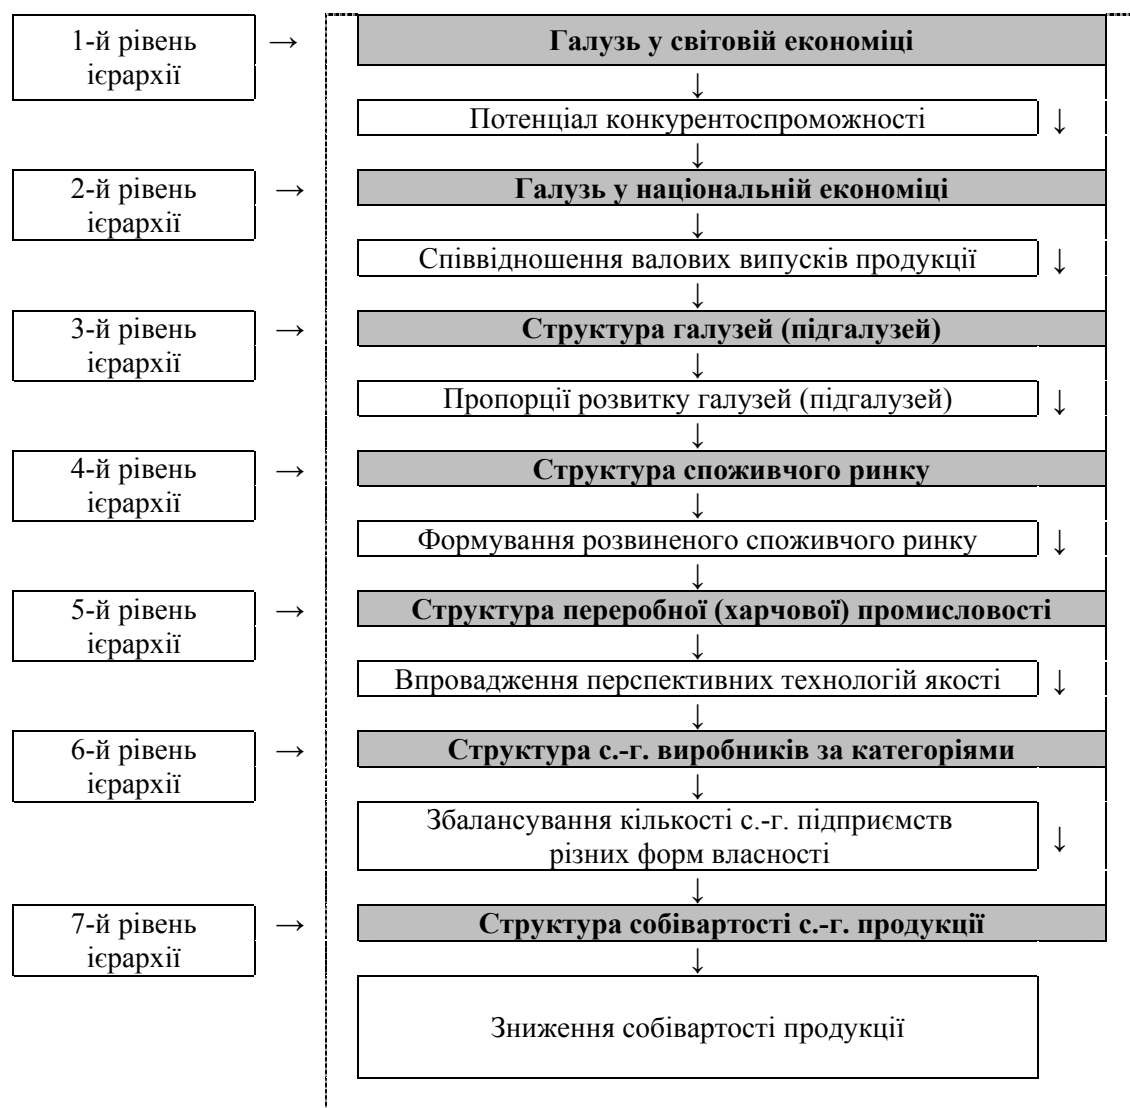 1-й рівень
ієрархії
→
Галузь у світовій економіці
↓
Потенціал конкурентоспроможності
↓
↓
2-й рівень
ієрархії
→
Галузь у національній економіці
↓
Співвідношення валових випусків продукції
↓
↓
3-й рівень
ієрархії
→
Структура галузей (підгалузей)
↓
Пропорції розвитку галузей (підгалузей)
↓
↓
4-й рівень
ієрархії
→
Структура споживчого ринку
↓
Формування розвиненого споживчого ринку
↓
↓
5-й рівень
ієрархії
→
Структура переробної (харчової) промисловості
↓
Впровадження перспективних технологій якості
↓
↓
6-й рівень
ієрархії
→
Структура с.-г. виробників за категоріями
↓
Збалансування кількості с.-г. підприємств
різних форм власності
↓
↓
7-й рівень
ієрархії
→
Структура собівартості с.-г. продукції
↓
Зниження собівартості продукції